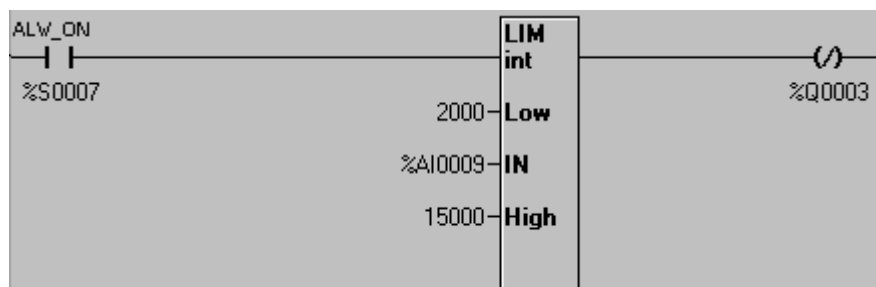 ALW_ON
LIM
int
(/)
%S0007
%Q0003
2000 Low
%AI0009 IN
15000 High